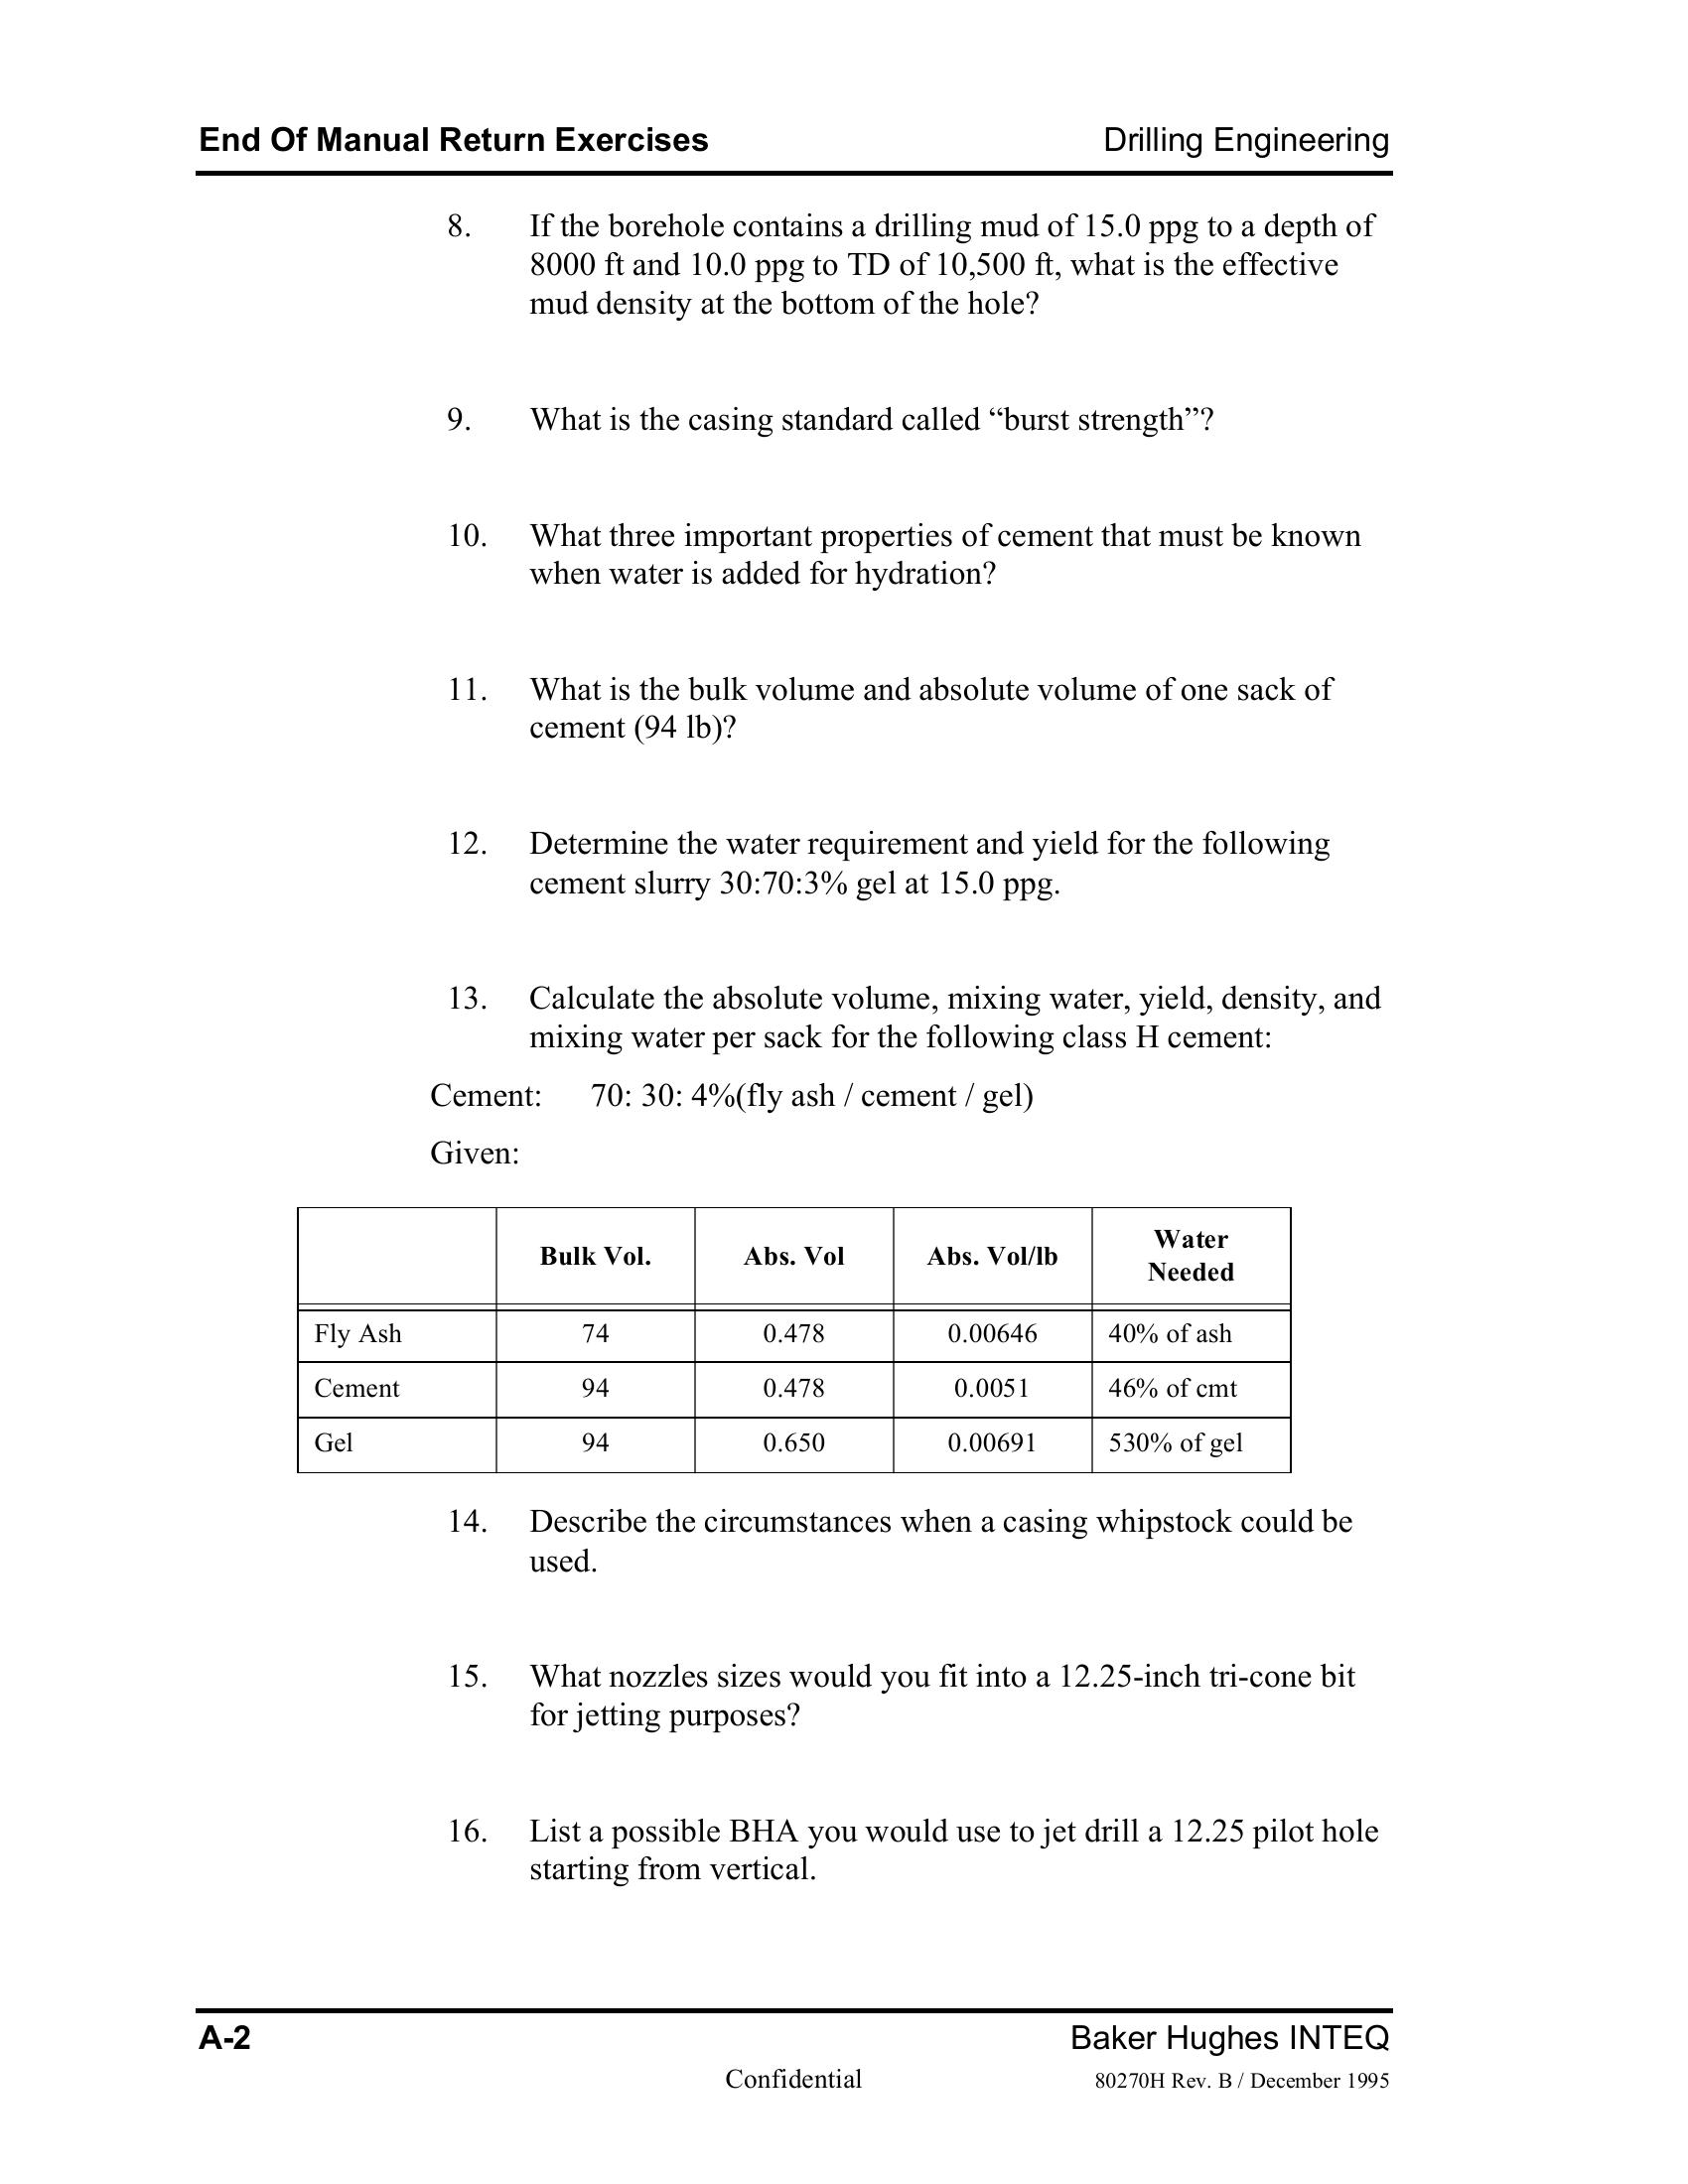 End Of Manual Return Exercises Drilling Engineering
8. If the borehole contains a drilling mud of 15.0 ppg to a depth of
8000 ft and 10.0 ppg to TD of 10,500 ft, what is the effective
mud density at the bottom of the hole?
9. What is the casing standard called “burst strength”?
10. What three important properties of cement that must be known
when water is added for hydration?
11. What is the bulk volume and absolute volume of one sack of
cement (94 lb)?
12. Determine the water requirement and yield for the following
cement slurry 30:70:3% gel at 15.0 ppg.
13. Calculate the absolute volume, mixing water, yield, density, and
mixing water per sack for the following class H cement:
Cement: 70: 30: 4%(fly ash / cement / gel)
Given:
Bulk Vol. Abs. Vol Abs. Vol/lb Water
Needed
Fly Ash 74 0.478 0.00646 40% of ash
Cement 94 0.478 0.0051 46% of cmt
Gel 94 0.650 0.00691 530% of gel
14. Describe the circumstances when a casing whipstock could be
used.
15. What nozzles sizes would you fit into a 12.25-inch tri-cone bit
for jetting purposes?
16. List a possible BHA you would use to jet drill a 12.25 pilot hole
starting from vertical.
A-2 Baker Hughes INTEQ
Confidential 80270H Rev. B / December 1995